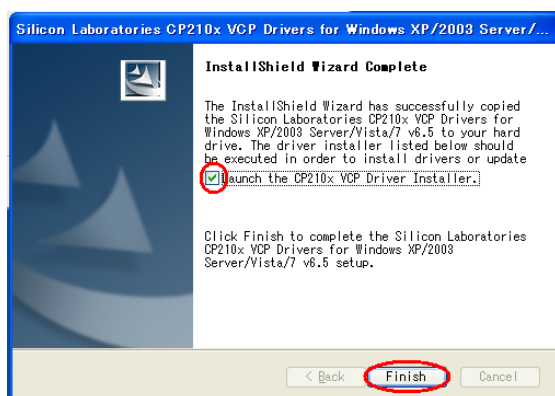 Silicon Laboratories CP210x VCP Drivers for Windows XP/2003 Server/...
InstallShield Wizard Complete
The InstallShield Wizard has successfully copied
the Silicon Laboratories CP210x VCP Drivers for
Windows XP/2003 Server/Vista/7 v6.5 to your hard
drive. The driver installer listed below should
be executed in order to install drivers or update
Launch the CP210x VCP Driver Installer.
Click Finish to complete the Silicon Laboratories
CP210x VCP Drivers for Windows XP/2003
Server/Vista/7 v6.5 setup.
< Back Finish Cancel